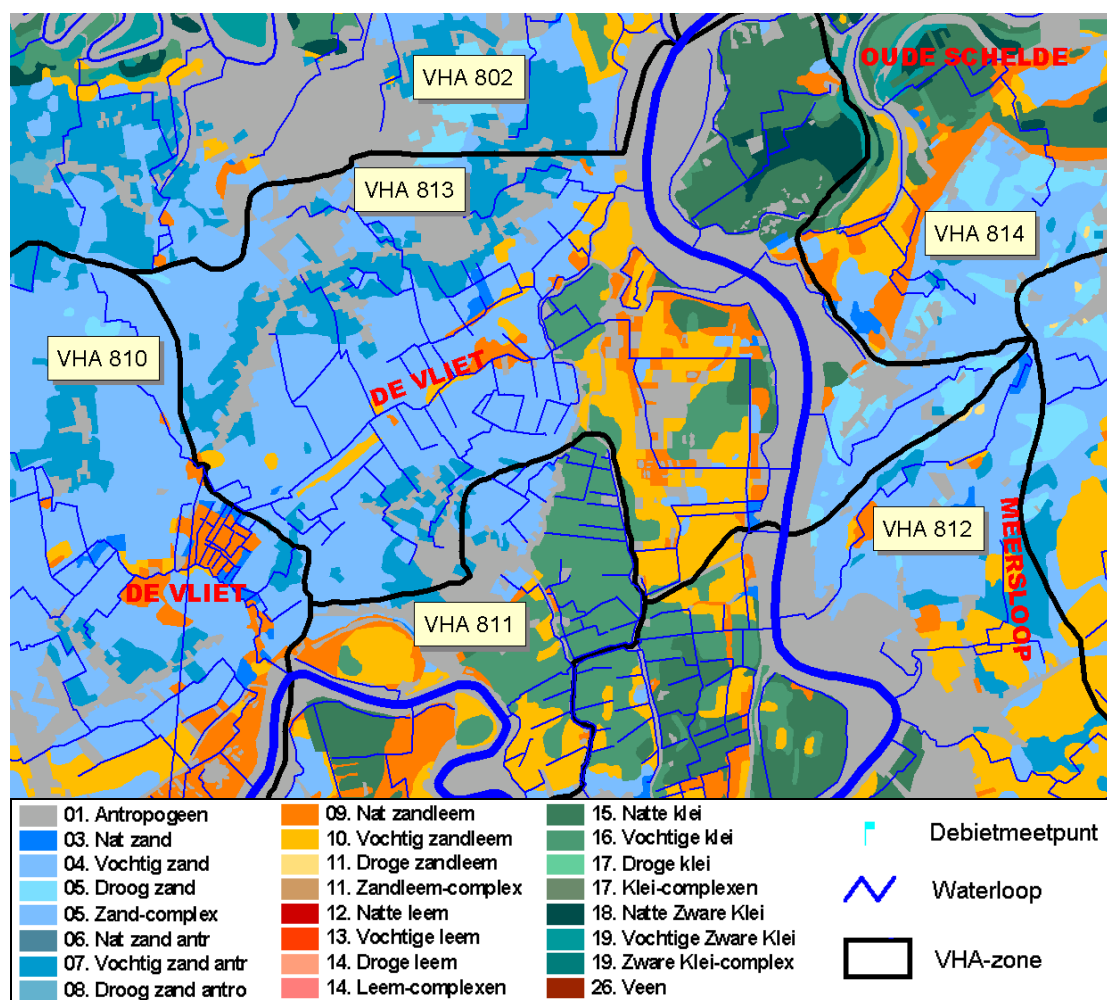 OUDE SCHELDE
VHA 802
VHA 813
VHA 814
VHA 810
DE VLIET
MEERSLOOP
VHA 812
DE VLIET
VHA 811
01. Antropogeen
03. Nat zand
04. Vochtig zand
05. Droog zand
05. Zand-complex
06. Nat zand antr
07. Vochtig zand antr
08. Droog zand antro
09. Nat zandleem
10. Vochtig zandleem
11. Droge zandleem
11. Zandleem-complex
12. Natte leem
13. Vochtige leem
14. Droge leem
14. Leem-complexen
15. Natte klei
16. Vochtige klei
17. Droge klei
17. Klei-complexen
18. Natte Zware Klei
19. Vochtige Zware Klei
19. Zware Klei-complex
26. Veen
Debietmeetpunt
Waterloop
VHA-zone